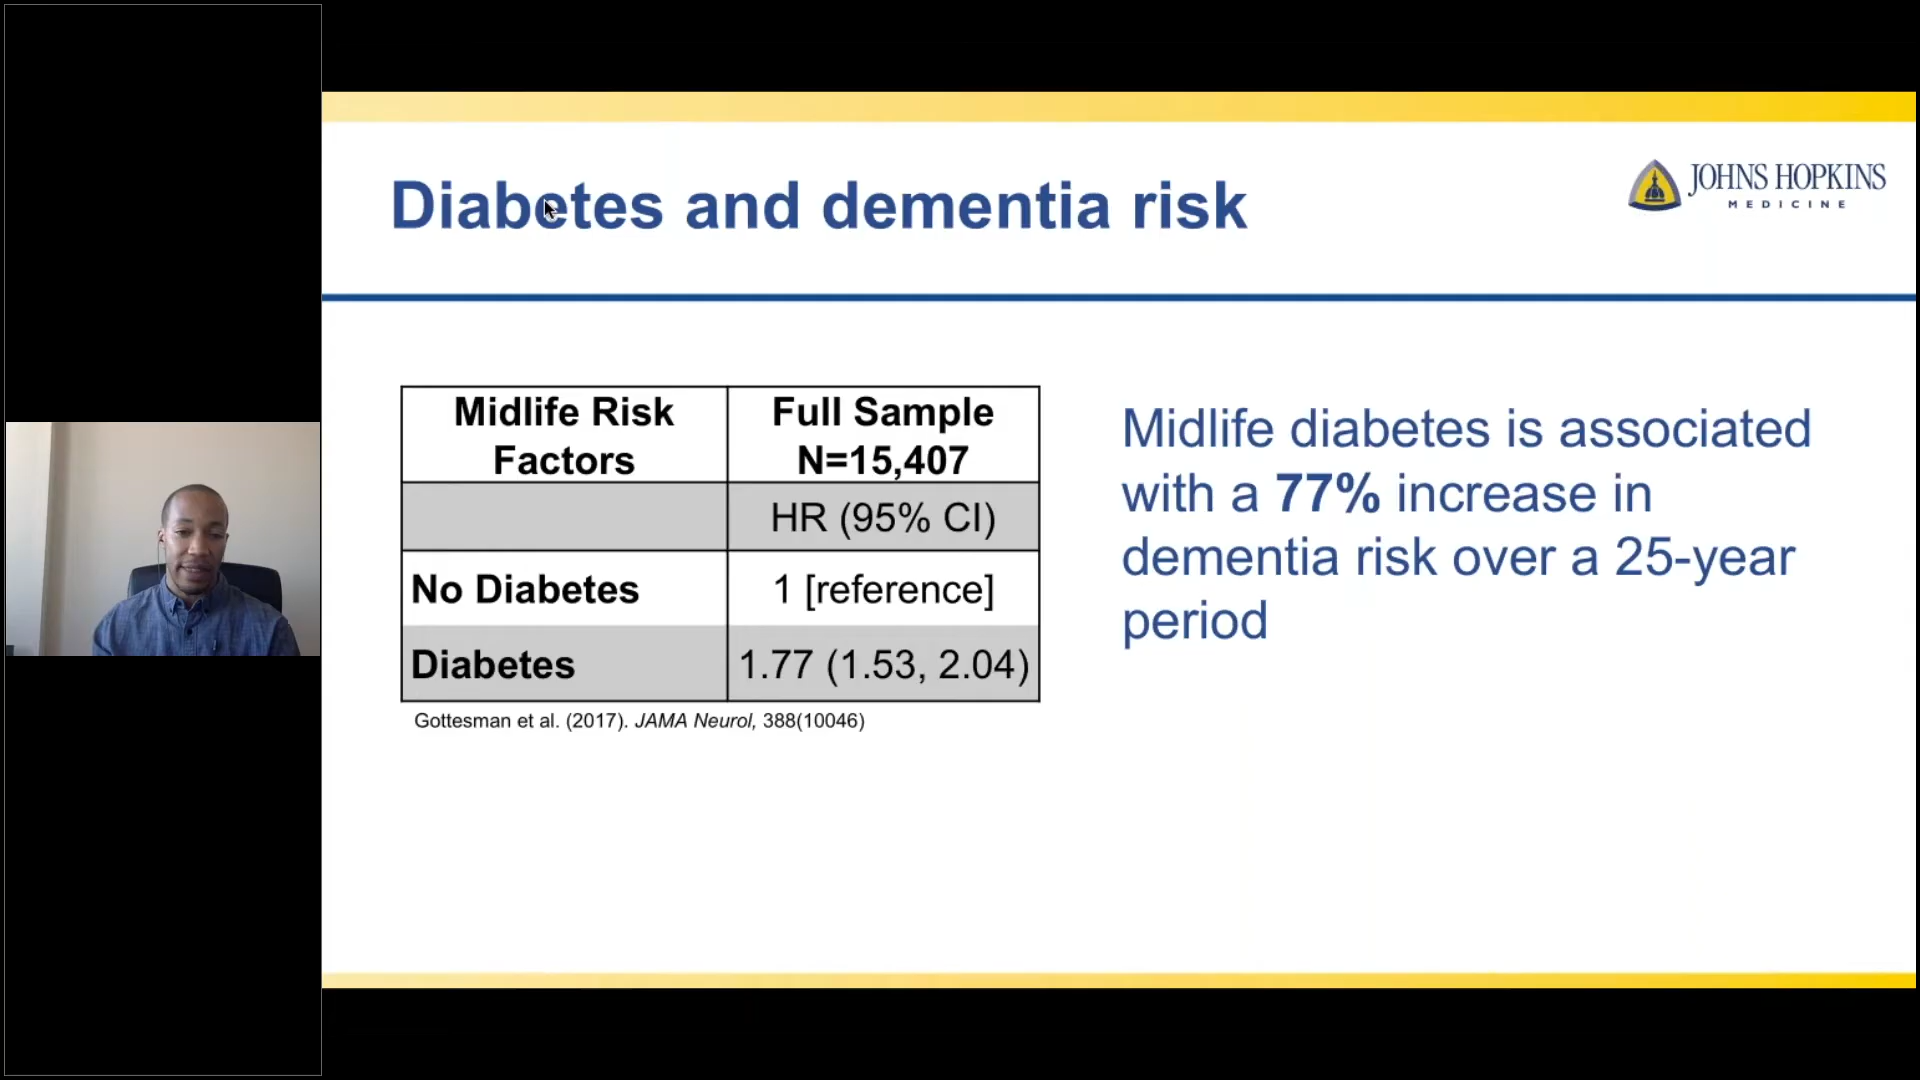 Diabetes and dementia risk
JOHNS HOPKINS
MEDICINE
Midlife Risk
Factors
Full Sample
N=15,407
HR (95% CI)
No Diabetes
1 [reference]
Diabetes
1.77 (1.53, 2.04)
Gottesman et al. (2017). JAMA Neurol, 388(10046)
Midlife diabetes is associated
with a 77% increase in
dementia risk over a 25-year
period